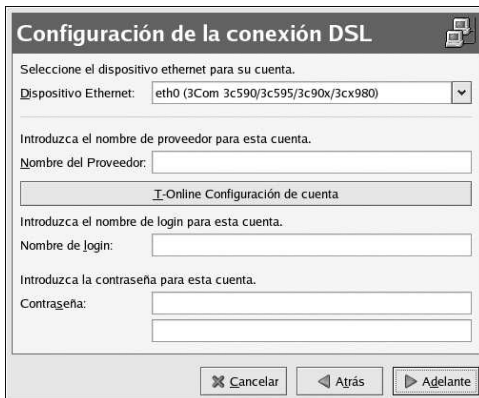 Configuración de la conexión DSL
Seleccione el dispositivo ethernet para su cuenta.
Dispositivo Ethernet: eth0 (3Com 3c590/3c595/3c90x/3cx980)
Introduzca el nombre de proveedor para esta cuenta.
Nombre del Proveedor:
T-Online Configuración de cuenta
Introduzca el nombre de login para esta cuenta.
Nombre de login:
Introduzca la contraseña para esta cuenta.
Contraseña:
Cancelar Atrás Adelante